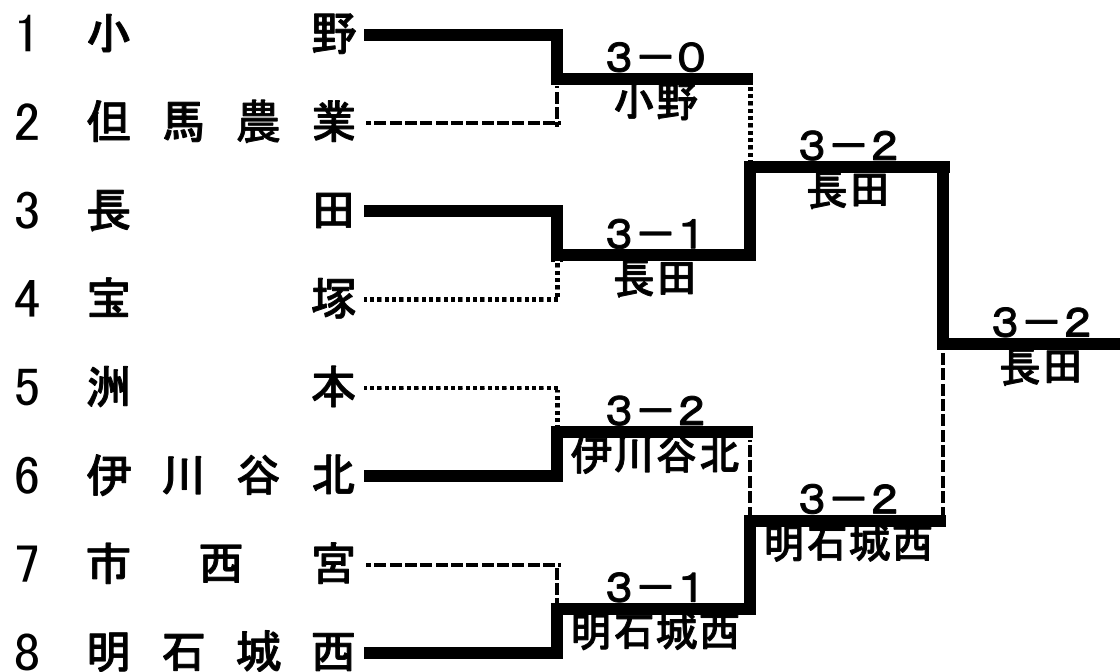 1 小野
2 但馬農業
3 長田
4 宝塚
5 洲本
6 伊川谷北
7 市西宮
8 明石城西
3－0
小野
3－1
長田
3－2
伊川谷北
3－1
明石城西
3－2
長田
3－2
明石城西
3－2
長田